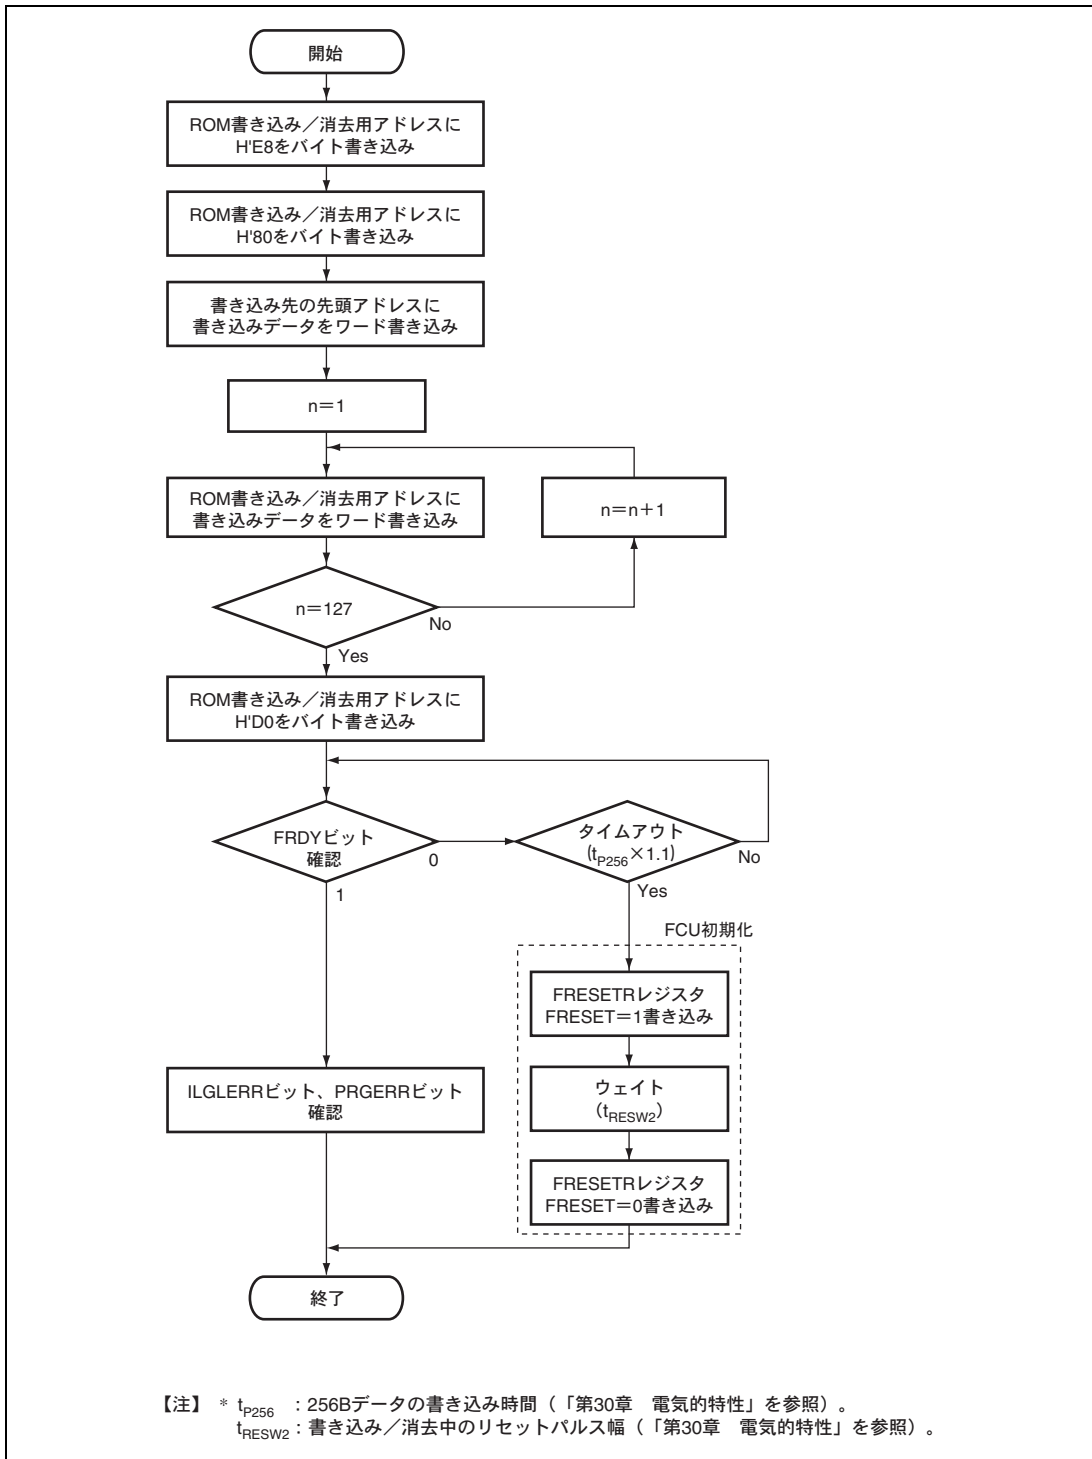 開始
ROM書き込み／消去用アドレスに
H'E8をバイト書き込み
ROM書き込み／消去用アドレスに
H'80をバイト書き込み
書き込み先の先頭アドレスに
書き込みデータをワード書き込み
n＝1
ROM書き込み／消去用アドレスに
書き込みデータをワード書き込み
n＝n＋1
n＝127
No
Yes
ROM書き込み／消去用アドレスに
H'D0をバイト書き込み
FRDYビット
確認
0
1
タイムアウト
(tP256×1.1)
No
Yes
FCU初期化
FRESETRレジスタ
FRESET＝1書き込み
ウェイト
（tRESW2）
FRESETRレジスタ
FRESET＝0書き込み
ILGLERRビット、PRGERRビット
確認
終了
【注】 * tP256 ：256Bデータの書き込み時間（「第30章　電気的特性」を参照）。
tRESW2：書き込み／消去中のリセットパルス幅（「第30章　電気的特性」を参照）。